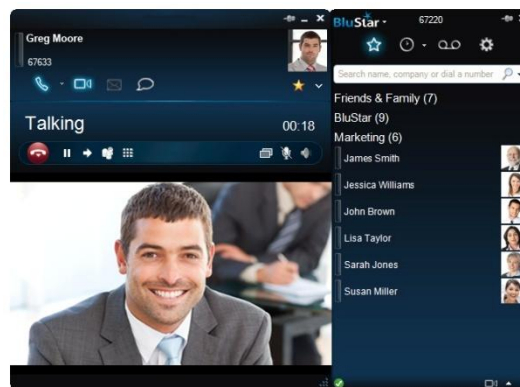 Greg Moore
67633
Talking
00:18
BluStar
67220
Search name, company or dial a number
Friends & Family (7)
BluStar (9)
Marketing (6)
James Smith
Jessica Williams
John Brown
Lisa Taylor
Sarah Jones
Susan Miller